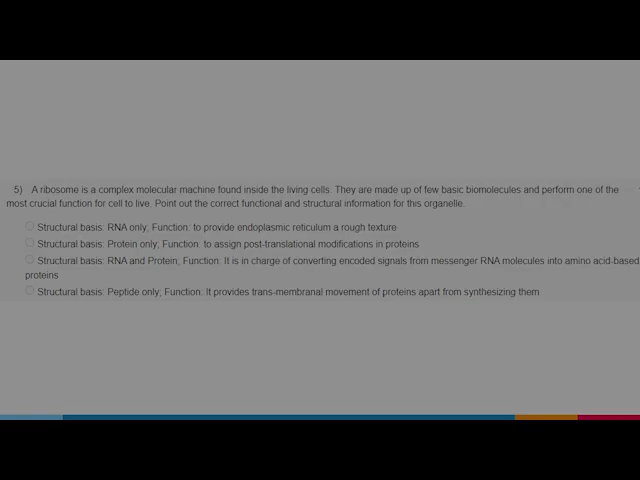 5) A ribosome is a complex molecular machine found inside the living cells. They are made up of few basic biomolecules and perform one of the
most crucial function for cell to live. Point out the correct functional and structural information for this organelle.
Structural basis: RNA only; Function: to provide endoplasmic reticulum a rough texture
Structural basis: Protein only; Function: to assign post-translational modifications in proteins
Structural basis: RNA and Protein; Function: It is in charge of converting encoded signals from messenger RNA molecules into amino acid-based
proteins
Structural basis: Peptide only; Function: It provides trans-membranal movement of proteins apart from synthesizing them